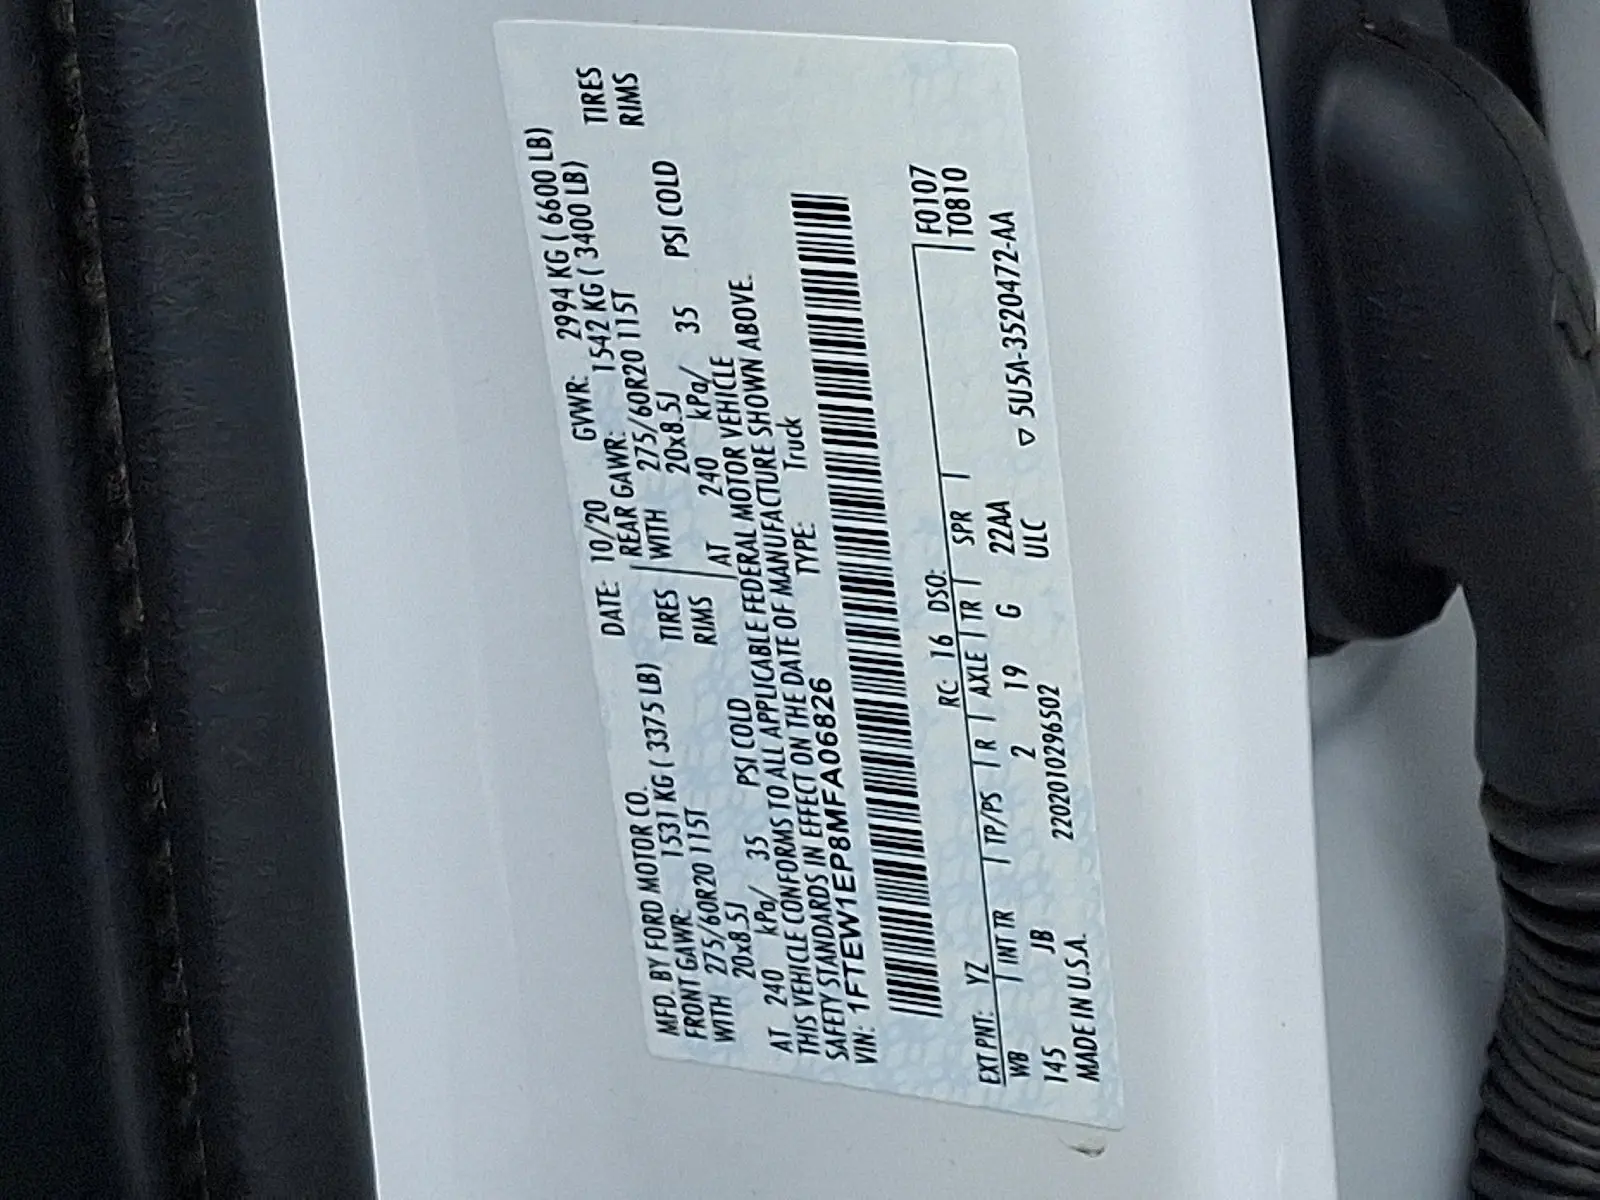 MFD. BY FORD MOTOR CO. DATE: 10/20 GVWR: 2994 KG ( 6600 LB)
FRONT GAWR: 1531 KG ( 3375 LB) REAR GAWR: 1542 KG ( 3400 LB)
WITH 275/60R20 115T TIRES WITH 275/60R20 115T TIRES
20x8.5J RIMS 20x8.5J RIMS
AT 240 kPa/ 35 PSI COLD AT 240 kPa/ 35 PSI COLD
THIS VEHICLE CONFORMS TO ALL APPLICABLE FEDERAL MOTOR VEHICLE
SAFETY STANDARDS IN EFFECT ON THE DATE OF MANUFACTURE SHOWN ABOVE.
VIN: 1FTEW1EP8MFA06826 TYPE: Truck
F0107
T0810
EXT PNT: YZ RC: 16 DSO:
WB INT TR TP/PS R AXLE TR SPR
145 JB 2 19 G 22AA
MADE IN U.S.A. 2202010296502 ULC ▽ 5U5A-3520472-AA